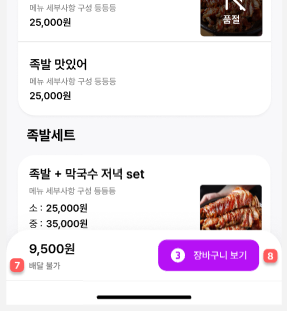 메뉴 세부사항 구성 등등등
25,000원
품절
족발 맛있어
메뉴 세부사항 구성 등등등
25,000원
족발세트
족발 + 막국수 저녁 set
메뉴 세부사항 구성 등등등
소 : 25,000원
중 : 35,000원
9,500원
3 장바구니 보기
8
7
배달 불가